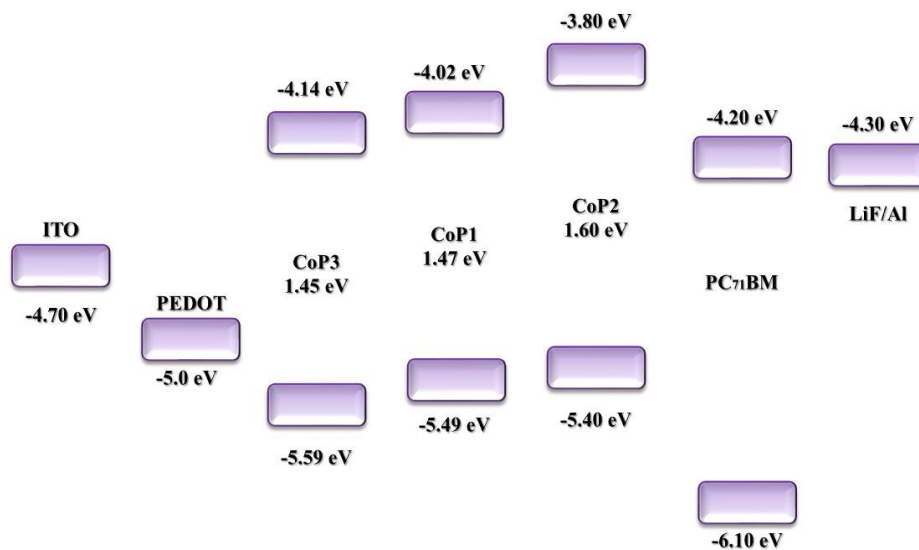 -3.80 eV
-4.02 eV
-4.14 eV
-4.20 eV
-4.30 eV
CoP2
1.60 eV
LiF/Al
ITO
CoP1
1.47 eV
CoP3
1.45 eV
PC₇₁BM
PEDOT
-4.70 eV
-5.0 eV
-5.49 eV
-5.40 eV
-5.59 eV
-6.10 eV